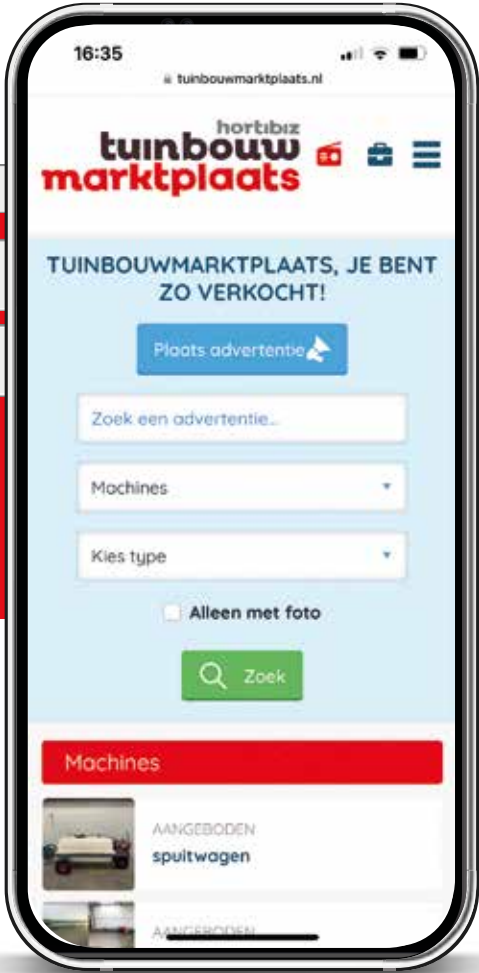 16:35
tuinbouwmarktplaats.nl
hortibiz
tuinbouw
marktplaats
TUINBOUWMARKTPLAATS, JE BENT
ZO VERKOCHT!
Plaats advertentie
Zoek een advertentie...
Machines
Kies type
Alleen met foto
Zoek
Machines
AANGEBODEN
spuitwagen
AANGEBODEN